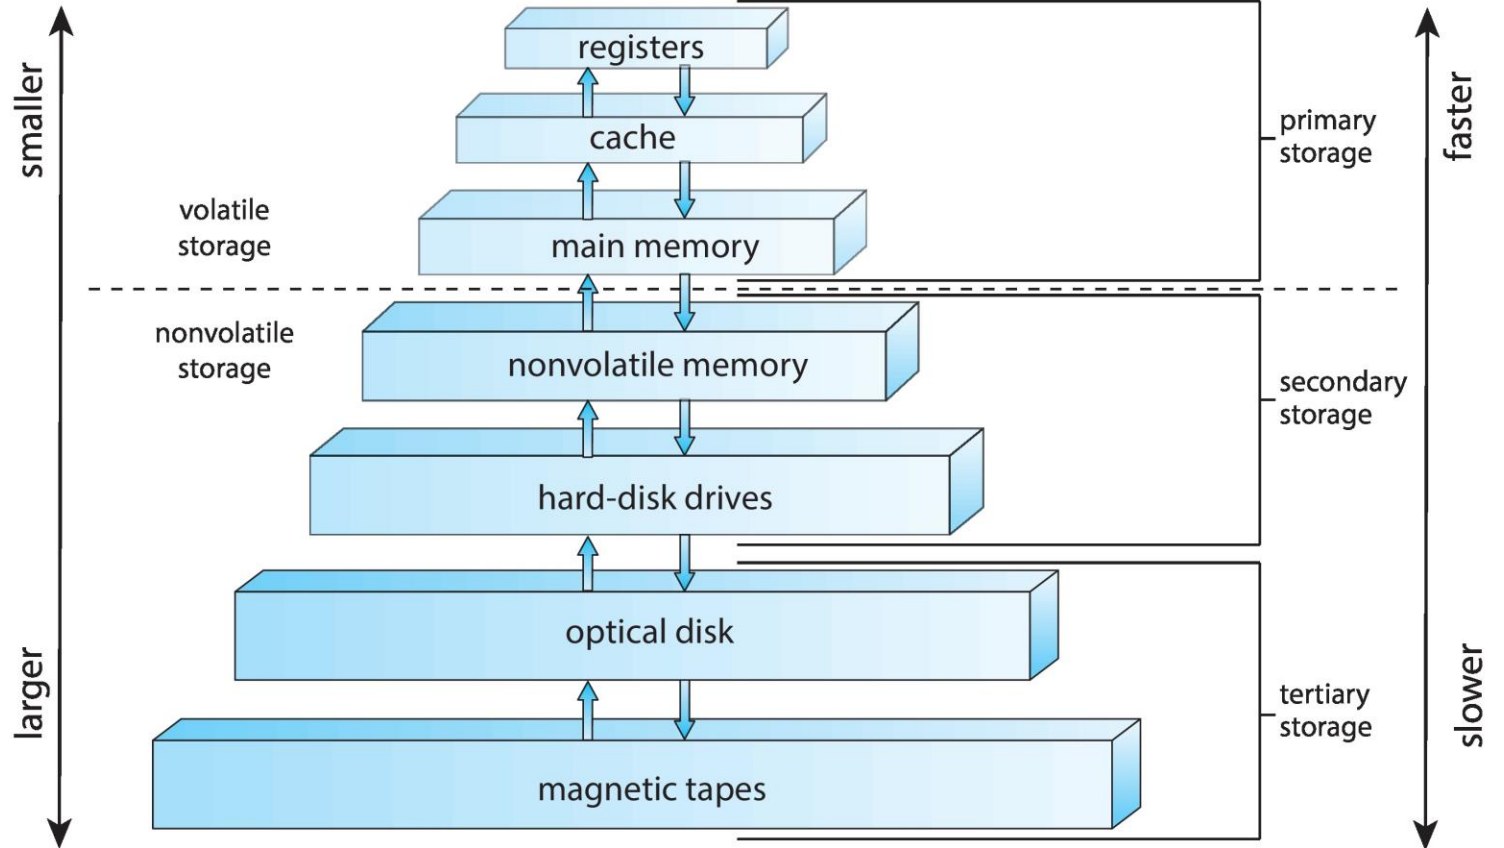 smaller
larger
volatile
storage
nonvolatile
storage
registers
cache
main memory
nonvolatile memory
hard-disk drives
optical disk
magnetic tapes
primary
storage
secondary
storage
tertiary
storage
faster
slower